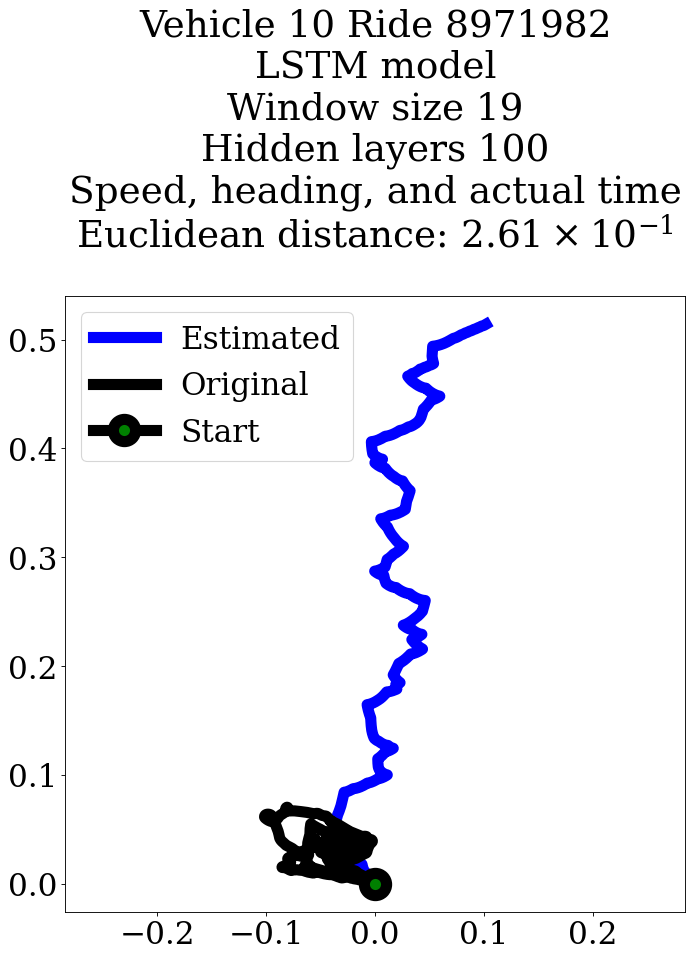 Vehicle 10 Ride 8971982
LSTM model
Window size 19
Hidden layers 100
Speed, heading, and actual time
Euclidean distance: 2.61 × 10⁻¹
Estimated
Original
Start
0.5
0.4
0.3
0.2
0.1
0.0
−0.2 −0.1 0.0 0.1 0.2